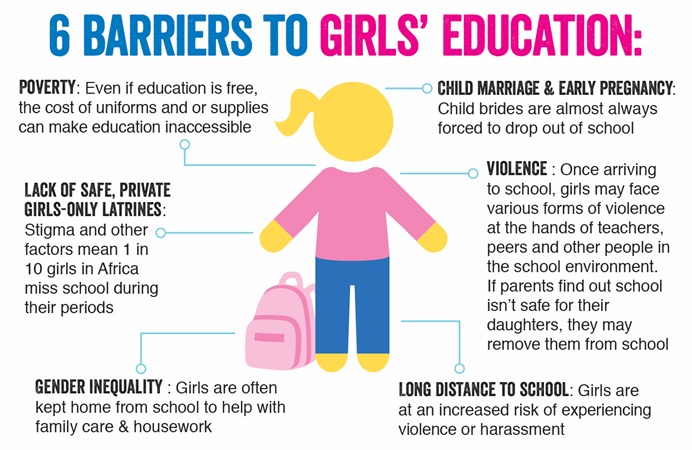 6 BARRIERS TO GIRLS' EDUCATION:
POVERTY: Even if education is free,
the cost of uniforms and or supplies
can make education inaccessible
CHILD MARRIAGE & EARLY PREGNANCY:
Child brides are almost always
forced to drop out of school
LACK OF SAFE, PRIVATE
GIRLS-ONLY LATRINES:
Stigma and other
factors mean 1 in
10 girls in Africa
miss school during
their periods
VIOLENCE : Once arriving
to school, girls may face
various forms of violence
at the hands of teachers,
peers and other people in
the school environment.
If parents find out school
isn't safe for their
daughters, they may
remove them from school
GENDER INEQUALITY : Girls are often
kept home from school to help with
family care & housework
LONG DISTANCE TO SCHOOL: Girls are
at an increased risk of experiencing
violence or harassment